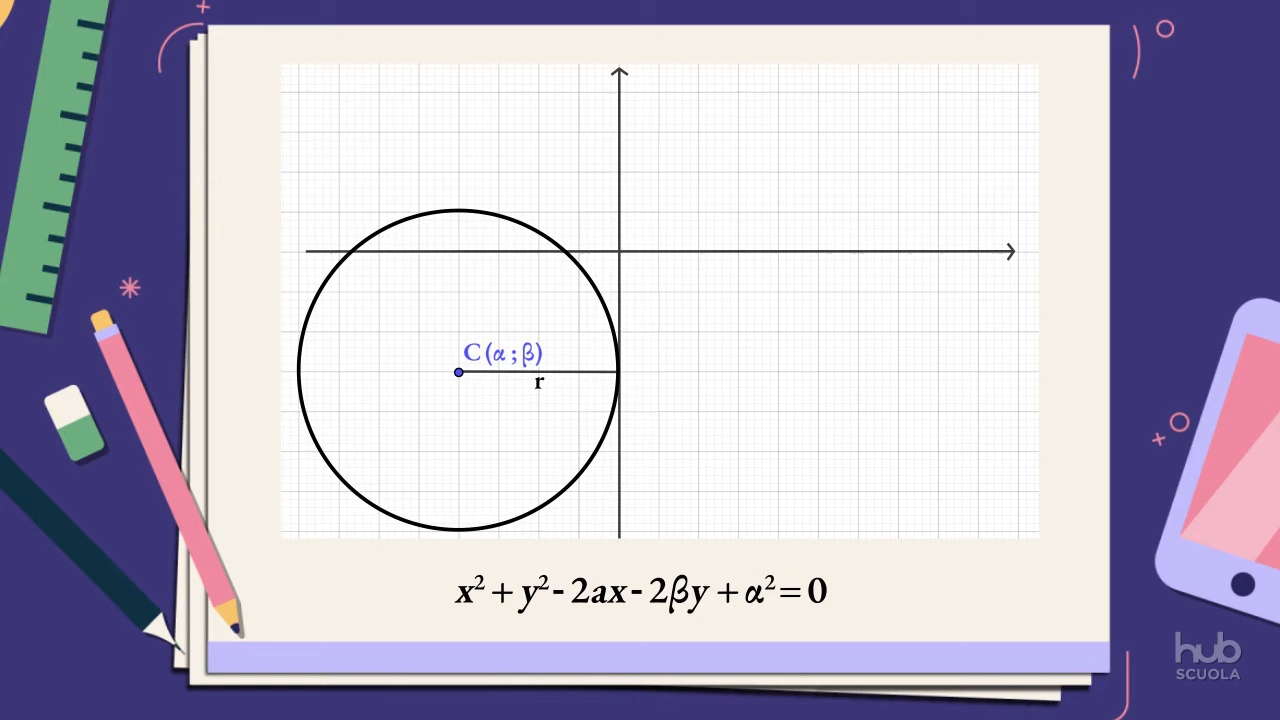 C (α ; β)
r
x² + y² - 2ax - 2βy + α² = 0
hub
SCUOLA